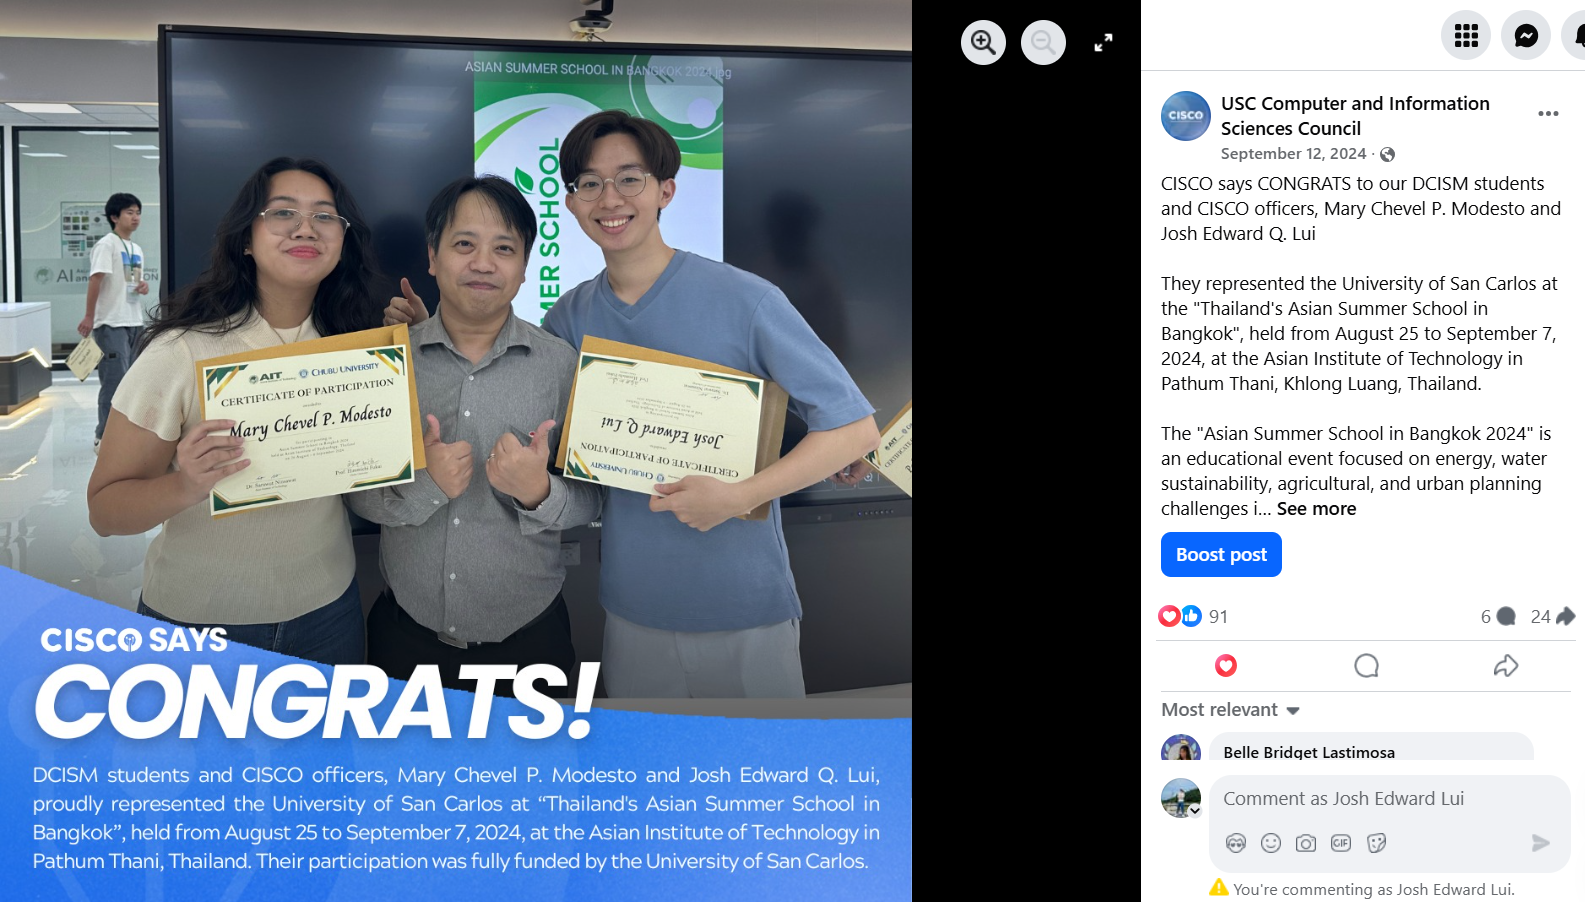 ASIAN SUMMER SCHOOL IN BANGKOK 2024.jpg
MER SCHOOL
AIT
CHUBU UNIVERSITY
CERTIFICATE OF PARTICIPATION
Mary Chevel P. Modesto
AIT
CHUBU UNIVERSITY
CERTIFICATE OF PARTICIPATION
Josh Edward Q. Lui
CISCO SAYS
CONGRATS!
DCISM students and CISCO officers, Mary Chevel P. Modesto and Josh Edward Q. Lui,
proudly represented the University of San Carlos at “Thailand's Asian Summer School in
Bangkok”, held from August 25 to September 7, 2024, at the Asian Institute of Technology in
Pathum Thani, Thailand. Their participation was fully funded by the University of San Carlos.
CISCO
USC Computer and Information
Sciences Council
September 12, 2024 ·
CISCO says CONGRATS to our DCISM students
and CISCO officers, Mary Chevel P. Modesto and
Josh Edward Q. Lui
They represented the University of San Carlos at
the "Thailand's Asian Summer School in
Bangkok", held from August 25 to September 7,
2024, at the Asian Institute of Technology in
Pathum Thani, Khlong Luang, Thailand.
The "Asian Summer School in Bangkok 2024" is
an educational event focused on energy, water
sustainability, agricultural, and urban planning
challenges i... See more
Boost post
91
6
24
Most relevant
Belle Bridget Lastimosa
Comment as Josh Edward Lui
GIF
You're commenting as Josh Edward Lui.